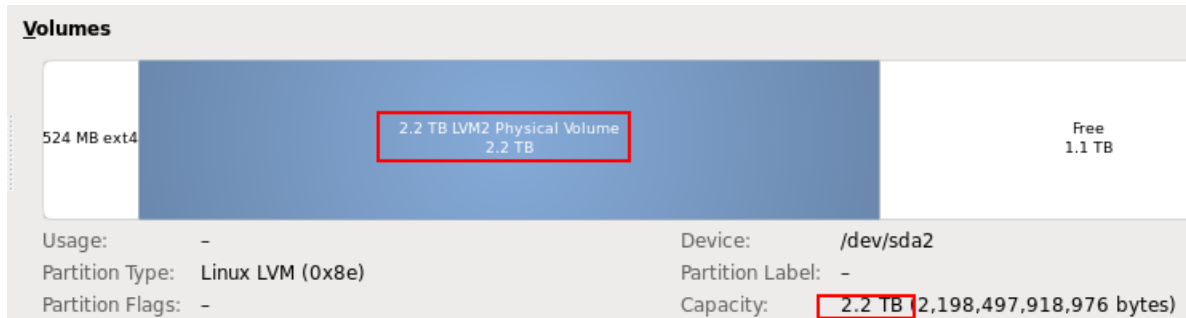 Volumes
524 MB ext4
2.2 TB LVM2 Physical Volume
2.2 TB
Free
1.1 TB
Usage: –
Device: /dev/sda2
Partition Type: Linux LVM (0x8e)
Partition Label: –
Partition Flags: –
Capacity: 2.2 TB (2,198,497,918,976 bytes)